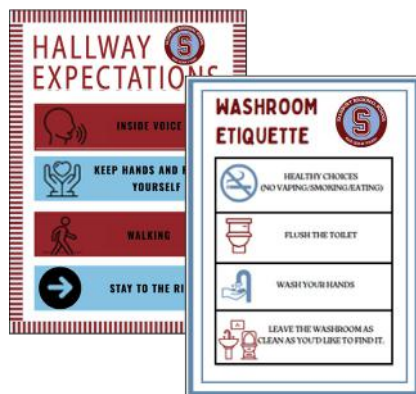 HALLWAY
EXPECTATIONS
INSIDE VOICE
KEEP HANDS AND
YOURSELF
WALKING
STAY TO THE RI
S
WASHROOM
ETIQUETTE
S
HEALTHY CHOICES
(NO VAPING/SMOKING/EATING)
FLUSH THE TOILET
WASH YOUR HANDS
LEAVE THE WASHROOM AS
CLEAN AS YOU'D LIKE TO FIND IT.